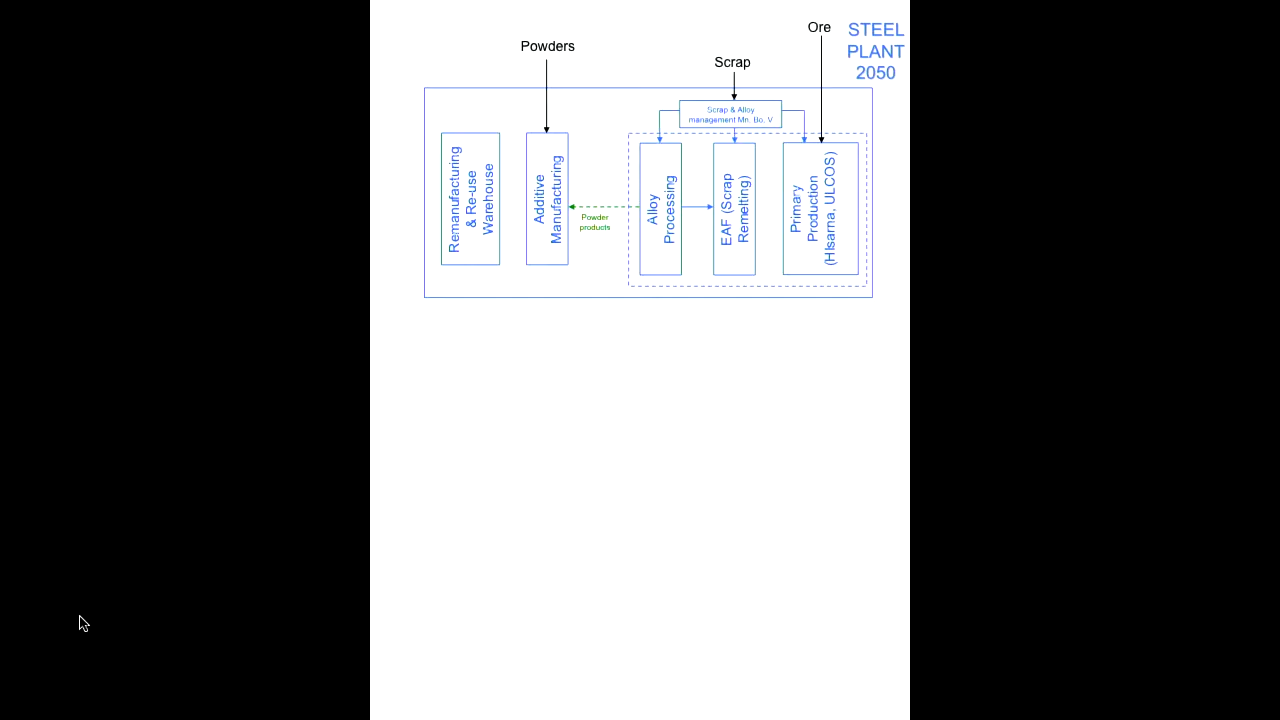 Ore
STEEL
PLANT
2050
Powders
Scrap
Scrap & Alloy
management Mn. Bo. V
Remanufacturing
& Re-use
Warehouse
Additive
Manufacturing
Powder
products
Alloy
Processing
EAF (Scrap
Remelting)
Primary
Production
(HIsarna, ULCOS)